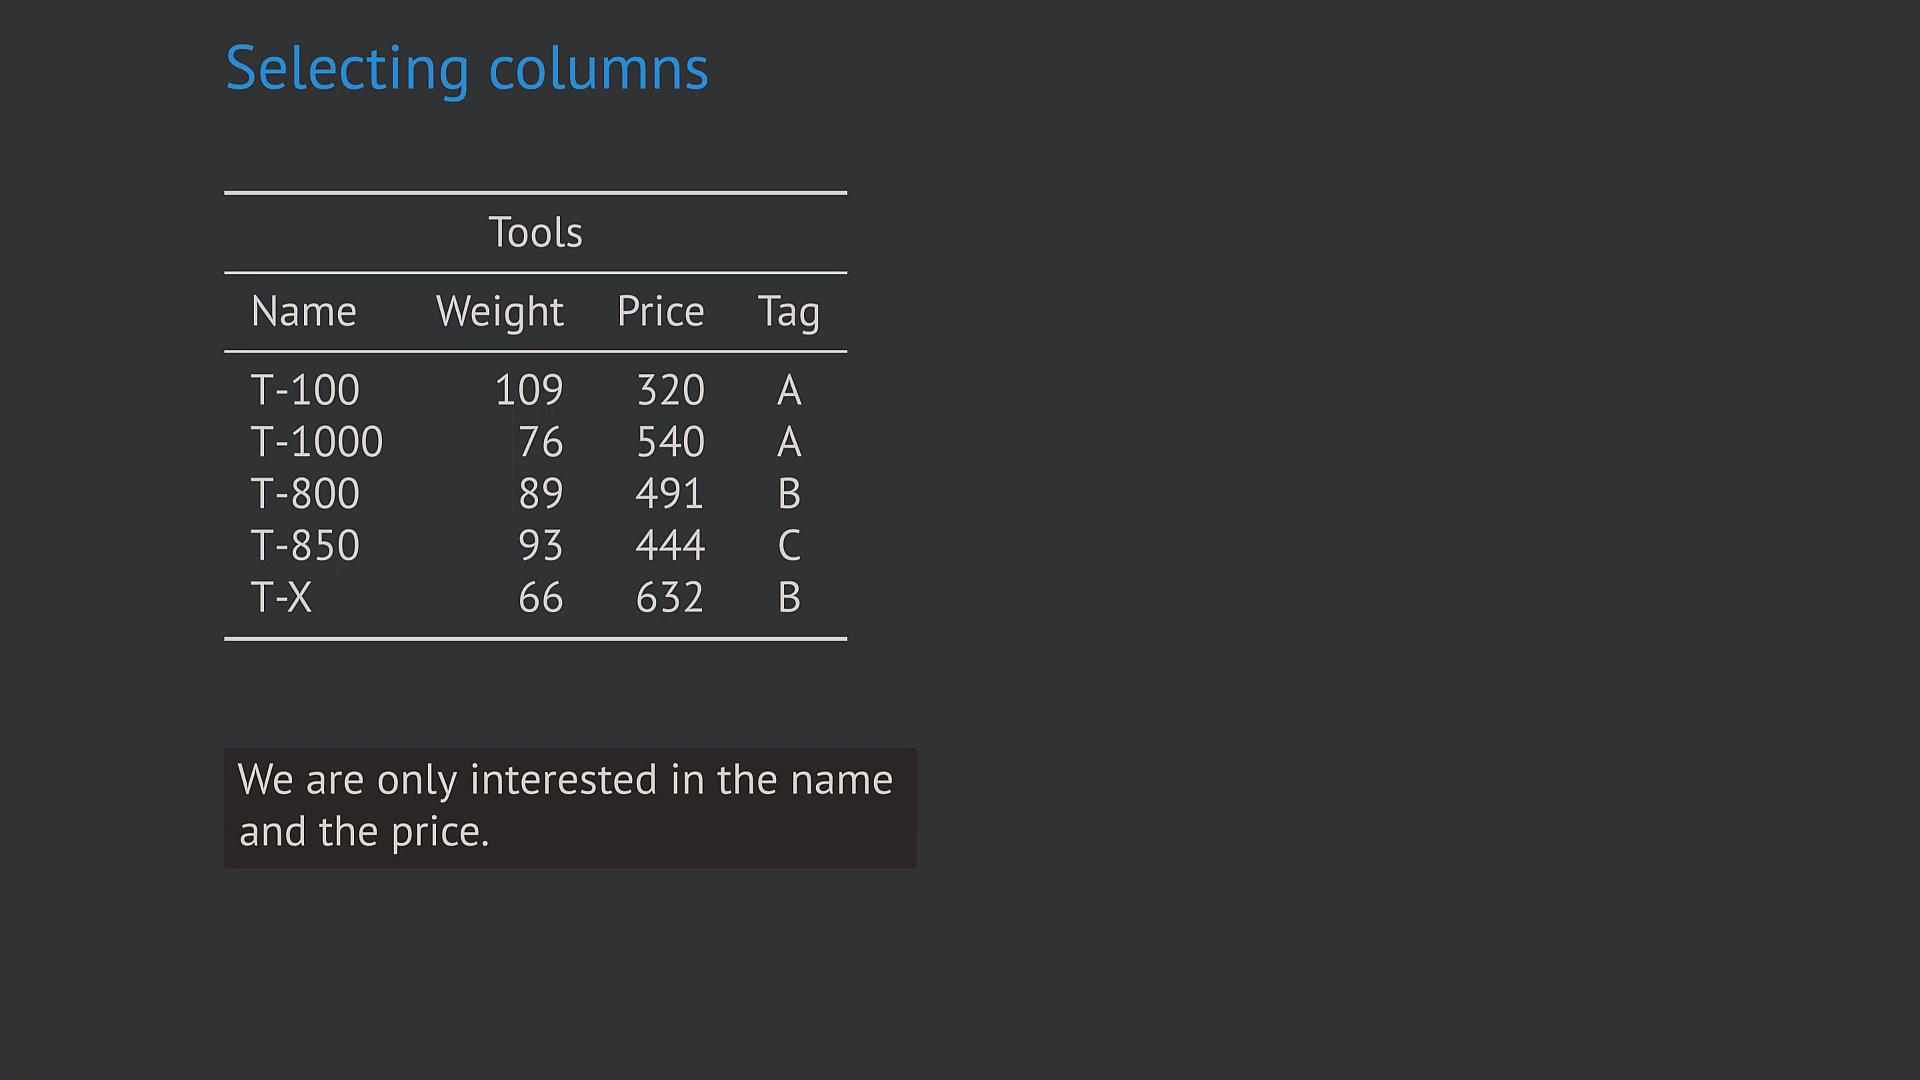 Selecting columns
Tools
Name Weight Price Tag
T-100 109 320 A
T-1000 76 540 A
T-800 89 491 B
T-850 93 444 C
T-X 66 632 B
We are only interested in the name
and the price.